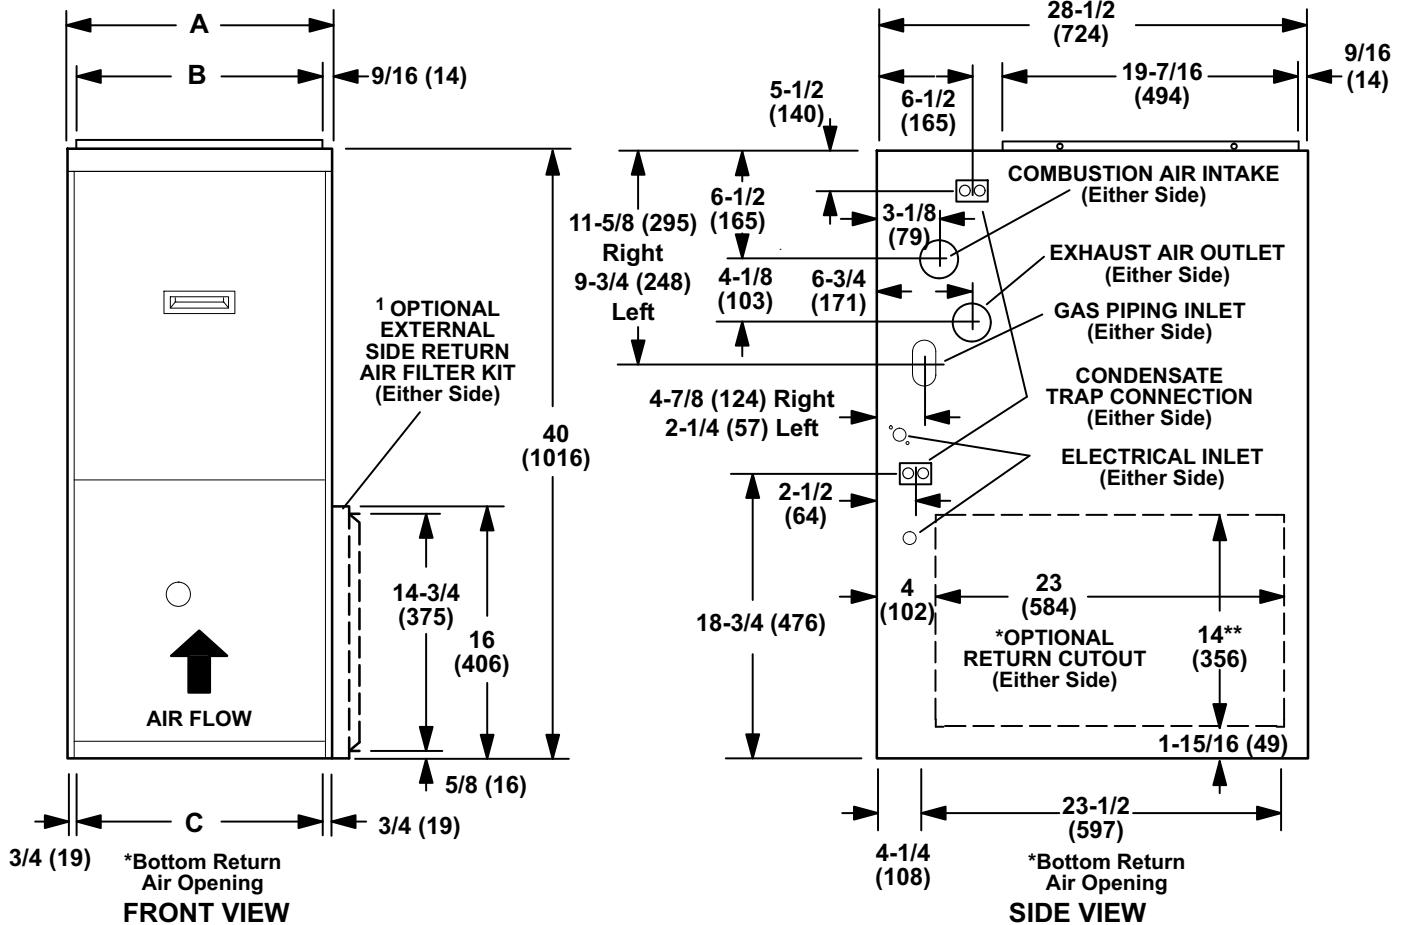 A
B
9/16 (14)
1 OPTIONAL
EXTERNAL
SIDE RETURN
AIR FILTER KIT
(Either Side)
40
(1016)
14-3/4
(375)
16
(406)
AIR FLOW
5/8 (16)
C
3/4 (19)
3/4 (19)
*Bottom Return
Air Opening
FRONT VIEW
28-1/2
(724)
9/16
(14)
19-7/16
(494)
5-1/2
(140)
6-1/2
(165)
COMBUSTION AIR INTAKE
(Either Side)
6-1/2
(165)
3-1/8
(79)
11-5/8 (295)
Right
9-3/4 (248)
Left
EXHAUST AIR OUTLET
(Either Side)
4-1/8
(103)
6-3/4
(171)
GAS PIPING INLET
(Either Side)
CONDENSATE
TRAP CONNECTION
(Either Side)
4-7/8 (124) Right
2-1/4 (57) Left
ELECTRICAL INLET
(Either Side)
2-1/2
(64)
4
(102)
23
(584)
18-3/4 (476)
*OPTIONAL
RETURN CUTOUT
(Either Side)
14**
(356)
1-15/16 (49)
23-1/2
(597)
4-1/4
(108)
*Bottom Return
Air Opening
SIDE VIEW